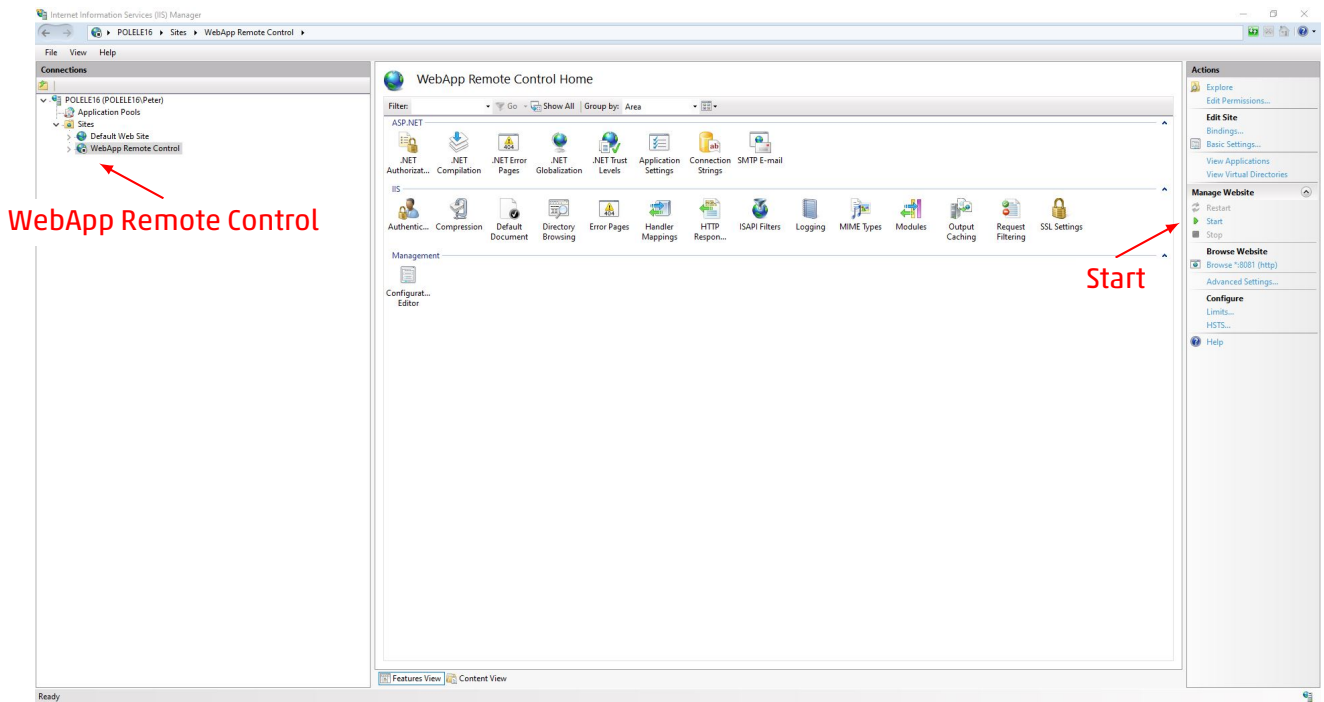 Internet Information Services (IIS) Manager
POLELE16 Sites WebApp Remote Control
File View Help
Connections
POLELE16 (POLELE16\Peter)
Application Pools
Sites
Default Web Site
WebApp Remote Control
WebApp Remote Control
WebApp Remote Control Home
Filter: Go Show All Group by: Area
ASP.NET
.NET Authorizat...
.NET Compilation
.NET Error Pages
.NET Globalization
.NET Trust Levels
Application Settings
Connection Strings
SMTP E-mail
IIS
Authentic...
Compression
Default Document
Directory Browsing
Error Pages
Handler Mappings
HTTP Respon...
ISAPI Filters
Logging
MIME Types
Modules
Output Caching
Request Filtering
SSL Settings
Management
Configurat... Editor
Start
Features View Content View
Actions
Explore
Edit Permissions...
Edit Site
Bindings...
Basic Settings...
View Applications
View Virtual Directories
Manage Website
Restart
Start
Stop
Browse Website
Browse *:8081 (http)
Advanced Settings...
Configure
Limits...
HSTS...
Help
Ready